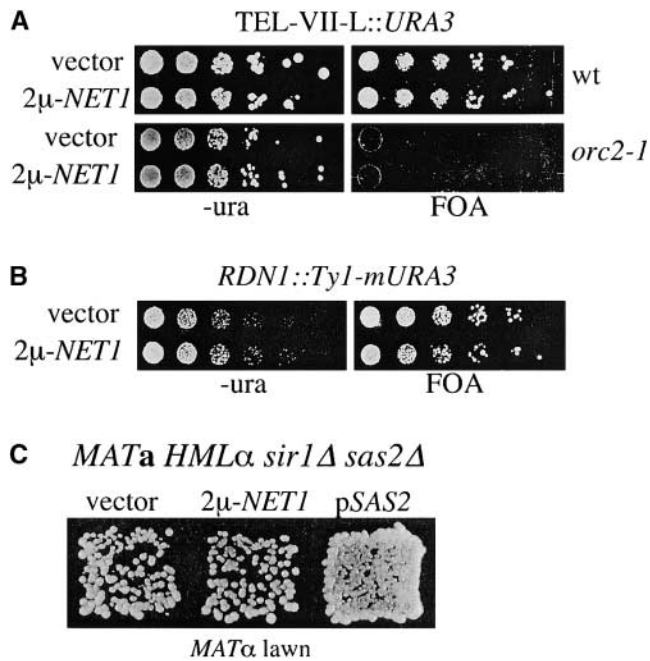 A
TEL-VII-L::URA3
vector
2μ-NET1
wt
vector
2μ-NET1
orc2-1
-ura
FOA
B
RDN1::Ty1-mURA3
vector
2μ-NET1
-ura
FOA
C
MATa HMLα sir1Δ sas2Δ
vector
2μ-NET1
pSAS2
MATα lawn